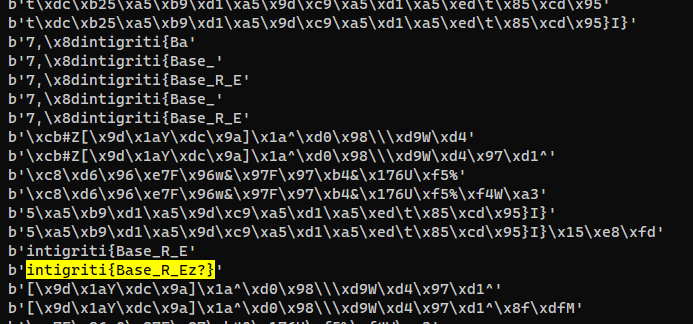 b't\xdc\xb25\xa5\xb9\xd1\xa5\x9d\xc9\xa5\xd1\xa5\xed\t\x85\xcd\x95'
b't\xdc\xb25\xa5\xb9\xd1\xa5\x9d\xc9\xa5\xd1\xa5\xed\t\x85\xcd\x95}I}'
b'7,\x8dintigriti{Ba'
b'7,\x8dintigriti{Base_'
b'7,\x8dintigriti{Base_R_E'
b'7,\x8dintigriti{Base_'
b'7,\x8dintigriti{Base_R_E'
b'\xcb#Z[\x9d\x1aY\xdc\x9a]\x1a^\xd0\x98\\\xd9W\xd4'
b'\xcb#Z[\x9d\x1aY\xdc\x9a]\x1a^\xd0\x98\\\xd9W\xd4\x97\xd1^'
b'\xc8\xd6\x96\xe7F\x96w&\x97F\x97\xb4&\x176U\xf5%'
b'\xc8\xd6\x96\xe7F\x96w&\x97F\x97\xb4&\x176U\xf5%\xf4W\xa3'
b'5\xa5\xb9\xd1\xa5\x9d\xc9\xa5\xd1\xa5\xed\t\x85\xcd\x95}I}'
b'5\xa5\xb9\xd1\xa5\x9d\xc9\xa5\xd1\xa5\xed\t\x85\xcd\x95}I}\x15\xe8\xfd'
b'intigriti{Base_R_E'
b'intigriti{Base_R_Ez?}'
b'[\x9d\x1aY\xdc\x9a]\x1a^\xd0\x98\\\xd9W\xd4\x97\xd1^'
b'[\x9d\x1aY\xdc\x9a]\x1a^\xd0\x98\\\xd9W\xd4\x97\xd1^\x8f\xdfM'